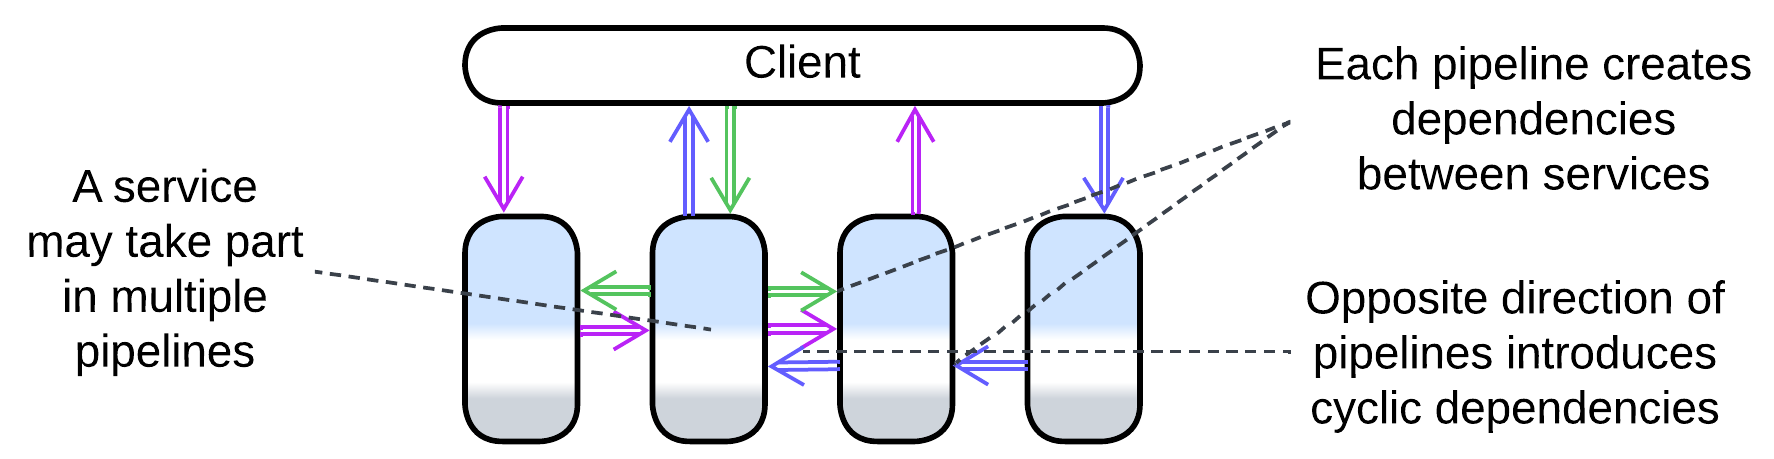 Client
Each pipeline creates
dependencies
between services
A service
may take part
in multiple
pipelines
Opposite direction of
pipelines introduces
cyclic dependencies